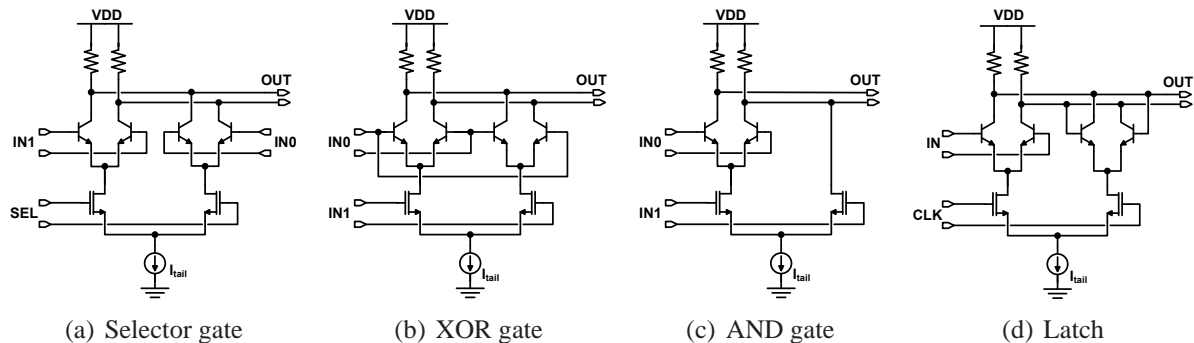 VDD
OUT
IN1
IN0
SEL
Itail
(a) Selector gate
VDD
OUT
IN0
IN1
Itail
(b) XOR gate
VDD
OUT
IN0
IN1
Itail
(c) AND gate
VDD
OUT
IN
CLK
Itail
(d) Latch